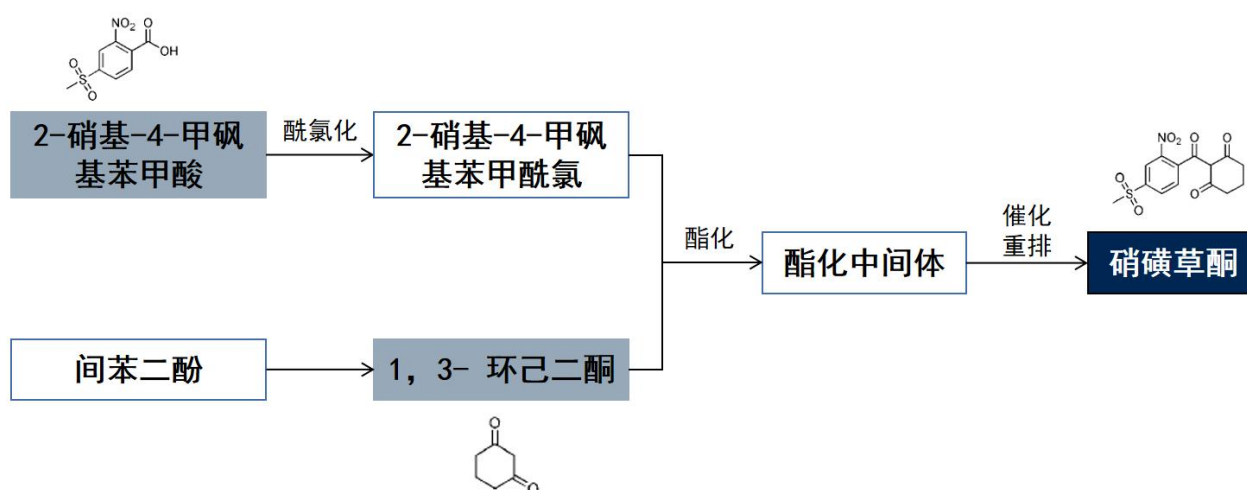 NO₂
O
OH
S
O
O
2-硝基-4-甲砜
基苯甲酸
酰氯化
2-硝基-4-甲砜
基苯甲酰氯
酯化
酯化中间体
催化
重排
NO₂
O
O
O
S
O
O
硝磺草酮
间苯二酚
1，3- 环己二酮
O
O